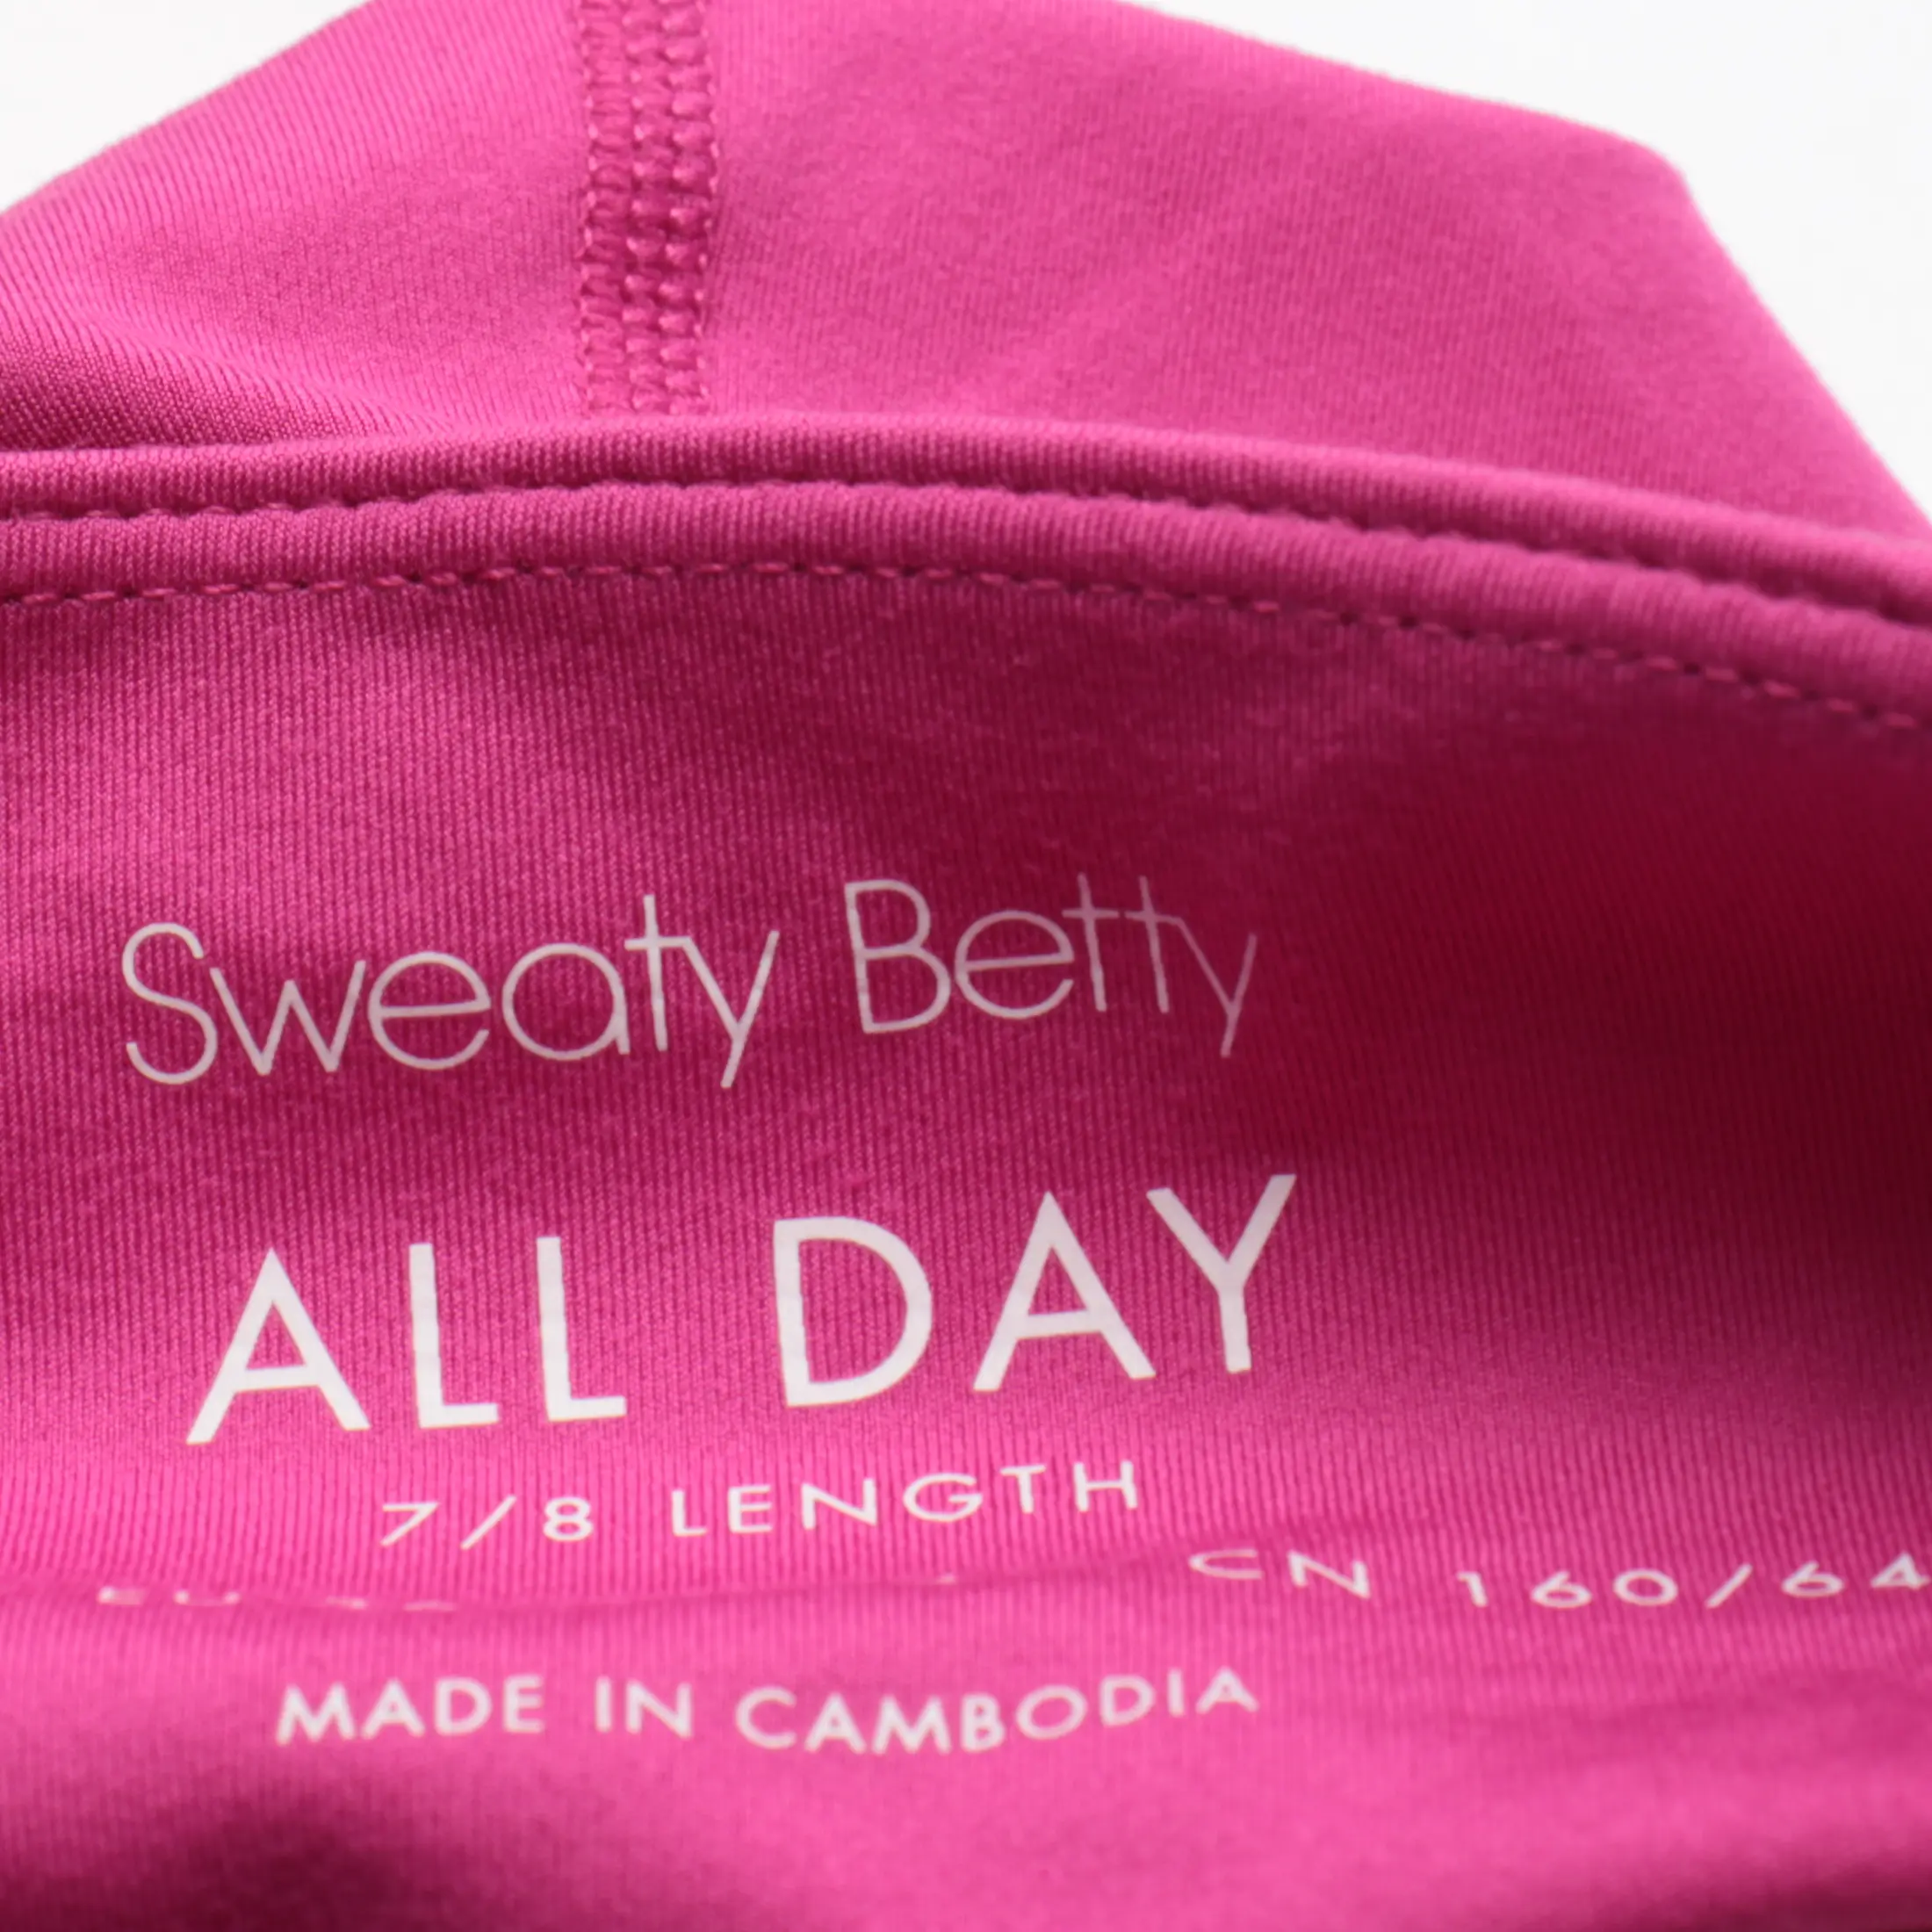 Sweaty Betty
ALL DAY
7/8 LENGTH
CN 160/64
MADE IN CAMBODIA